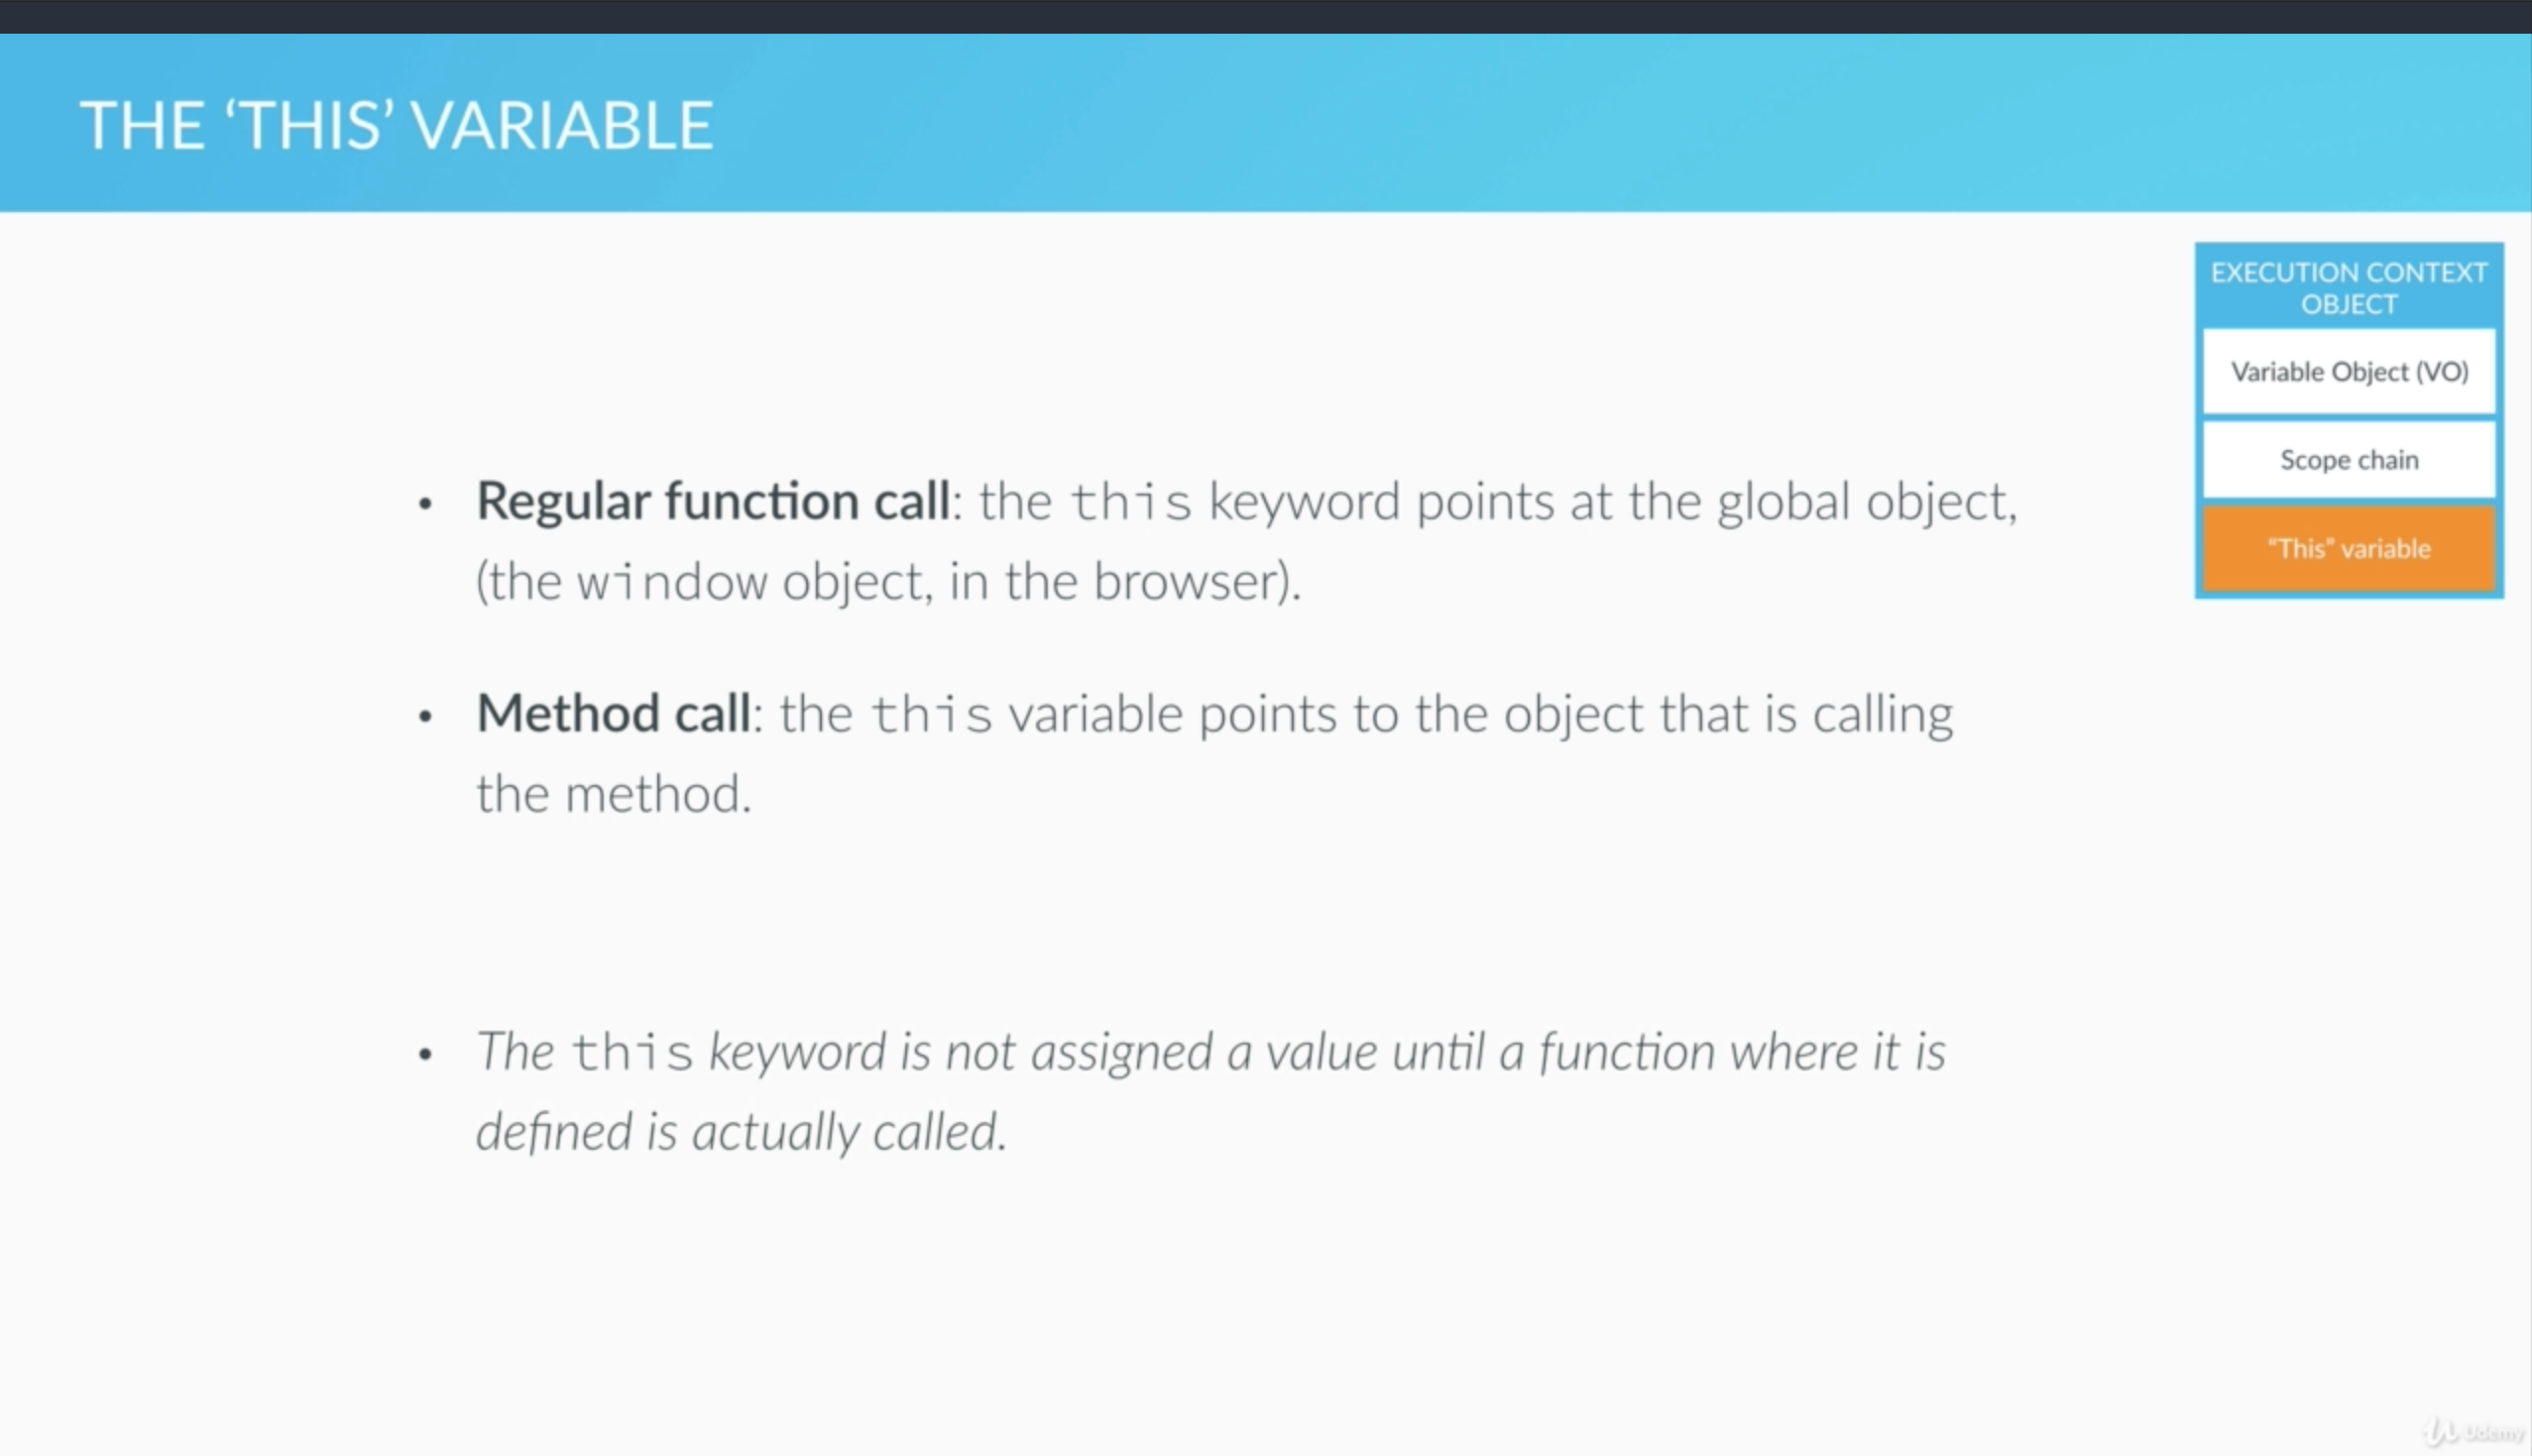 THE ‘THIS’ VARIABLE
EXECUTION CONTEXT
OBJECT
Variable Object (VO)
Scope chain
“This” variable
• Regular function call: the this keyword points at the global object,
(the window object, in the browser).
• Method call: the this variable points to the object that is calling
the method.
• The this keyword is not assigned a value until a function where it is
defined is actually called.
Udemy